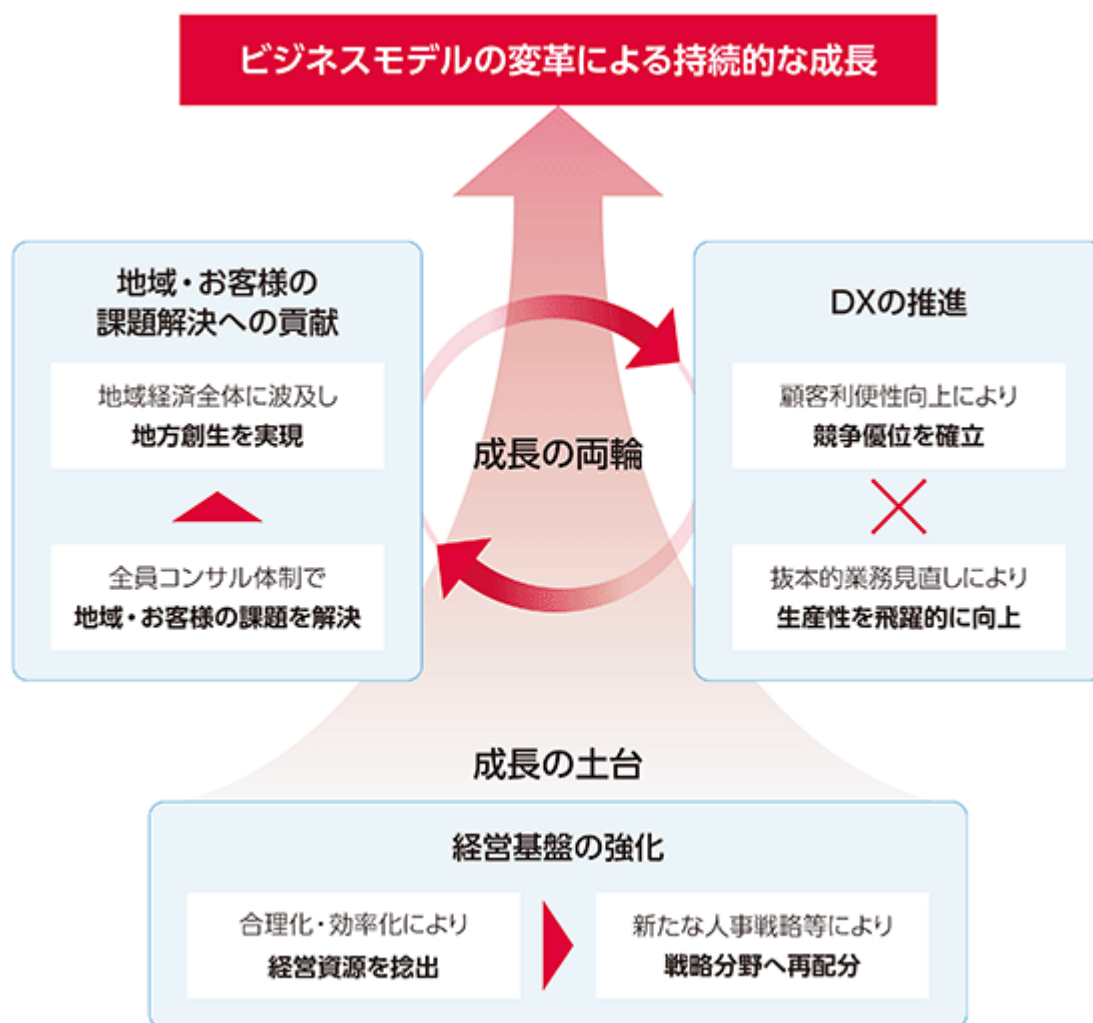 ビジネスモデルの変革による持続的な成長
地域・お客様の
課題解決への貢献
地域経済全体に波及し
地方創生を実現
全員コンサル体制で
地域・お客様の課題を解決
成長の両輪
DXの推進
顧客利便性向上により
競争優位を確立
抜本的業務見直しにより
生産性を飛躍的に向上
成長の土台
経営基盤の強化
合理化・効率化により
経営資源を捻出
新たな人事戦略等により
戦略分野へ再配分